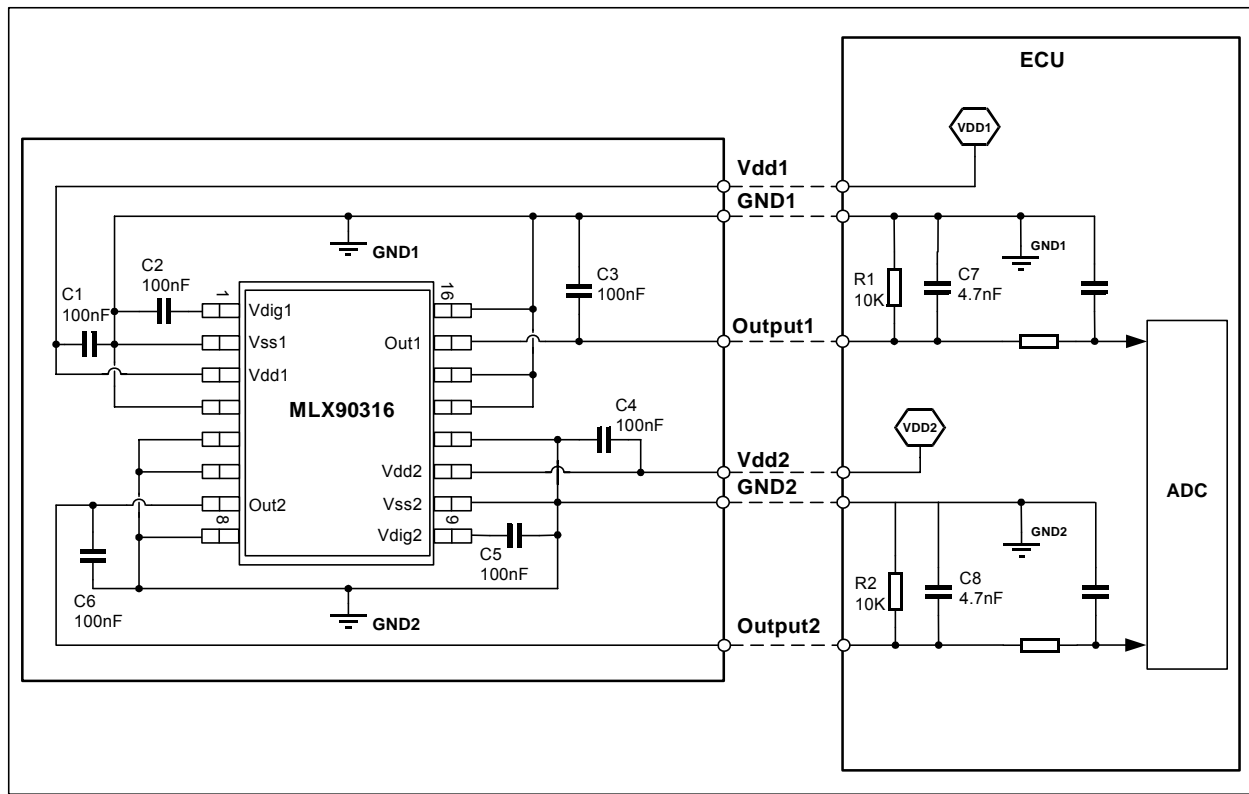 ECU
VDD1
Vdd1
GND1
GND1
C2
100nF
C1
100nF
C3
100nF
R1
10K
C7
4.7nF
GND1
1
16
Vdig1
Vss1
Out1
Output1
Vdd1
MLX90316
C4
100nF
VDD2
Vdd2
Vdd2
GND2
Out2
Vss2
ADC
8
9
Vdig2
C5
100nF
GND2
R2
10K
C8
4.7nF
C6
100nF
GND2
Output2